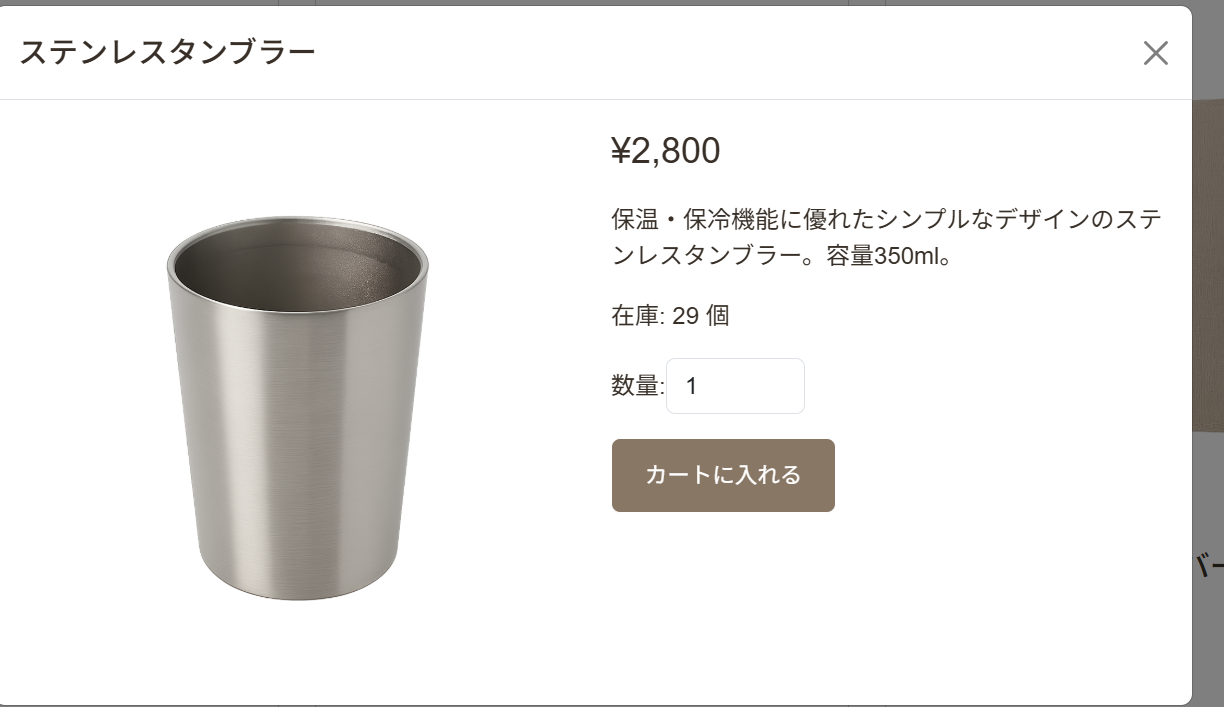 ステンレスタンブラー
¥2,800
保温・保冷機能に優れたシンプルなデザインのステ
ンレスタンブラー。容量350ml。
在庫: 29 個
数量: 1
カートに入れる